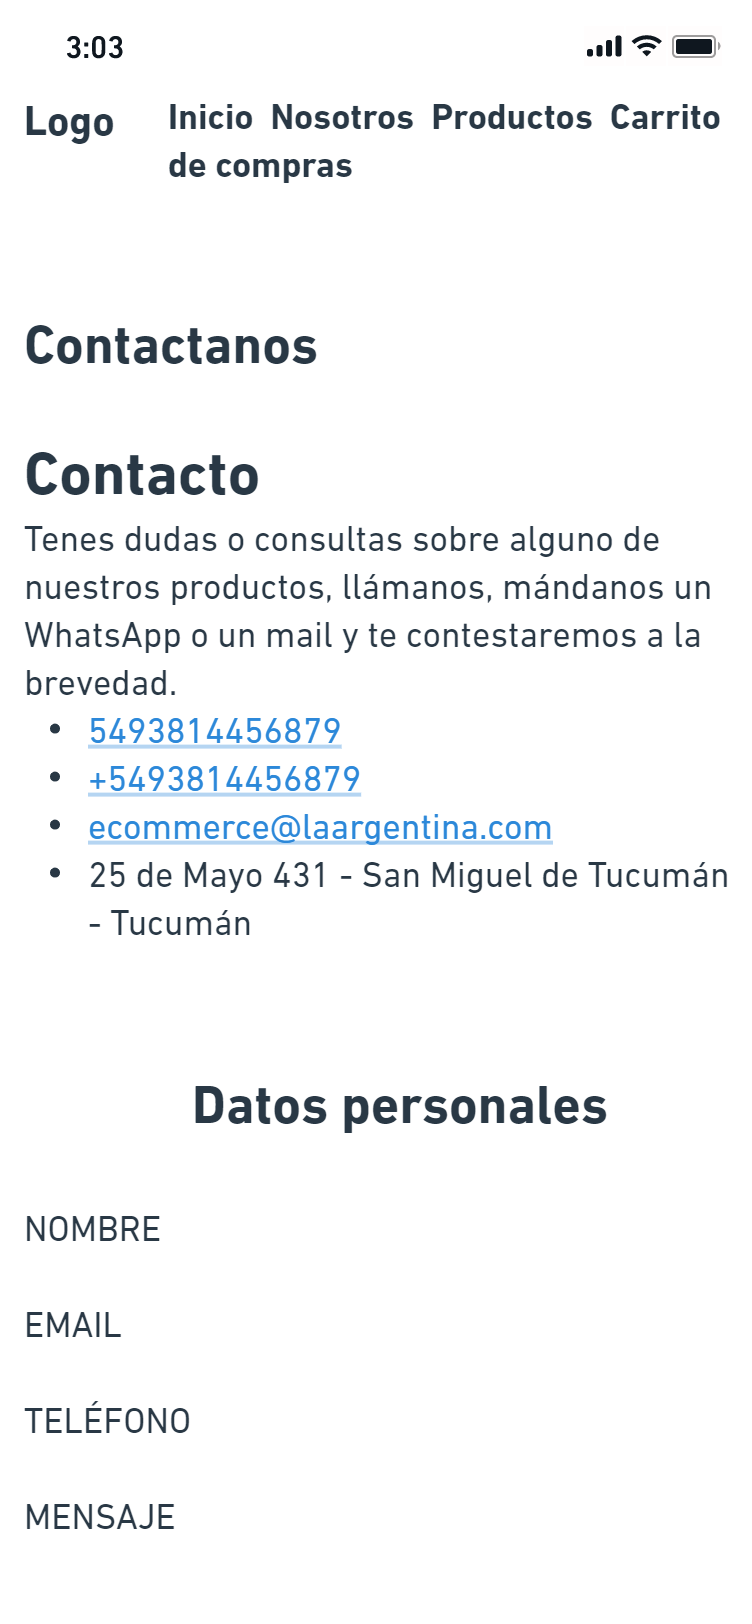 3:03
Logo
Inicio Nosotros Productos Carrito
de compras
Contactanos
Contacto
Tenes dudas o consultas sobre alguno de
nuestros productos, llámanos, mándanos un
WhatsApp o un mail y te contestaremos a la
brevedad.
• 5493814456879
• +5493814456879
• ecommerce@laargentina.com
• 25 de Mayo 431 - San Miguel de Tucumán
- Tucumán
Datos personales
NOMBRE
EMAIL
TELÉFONO
MENSAJE